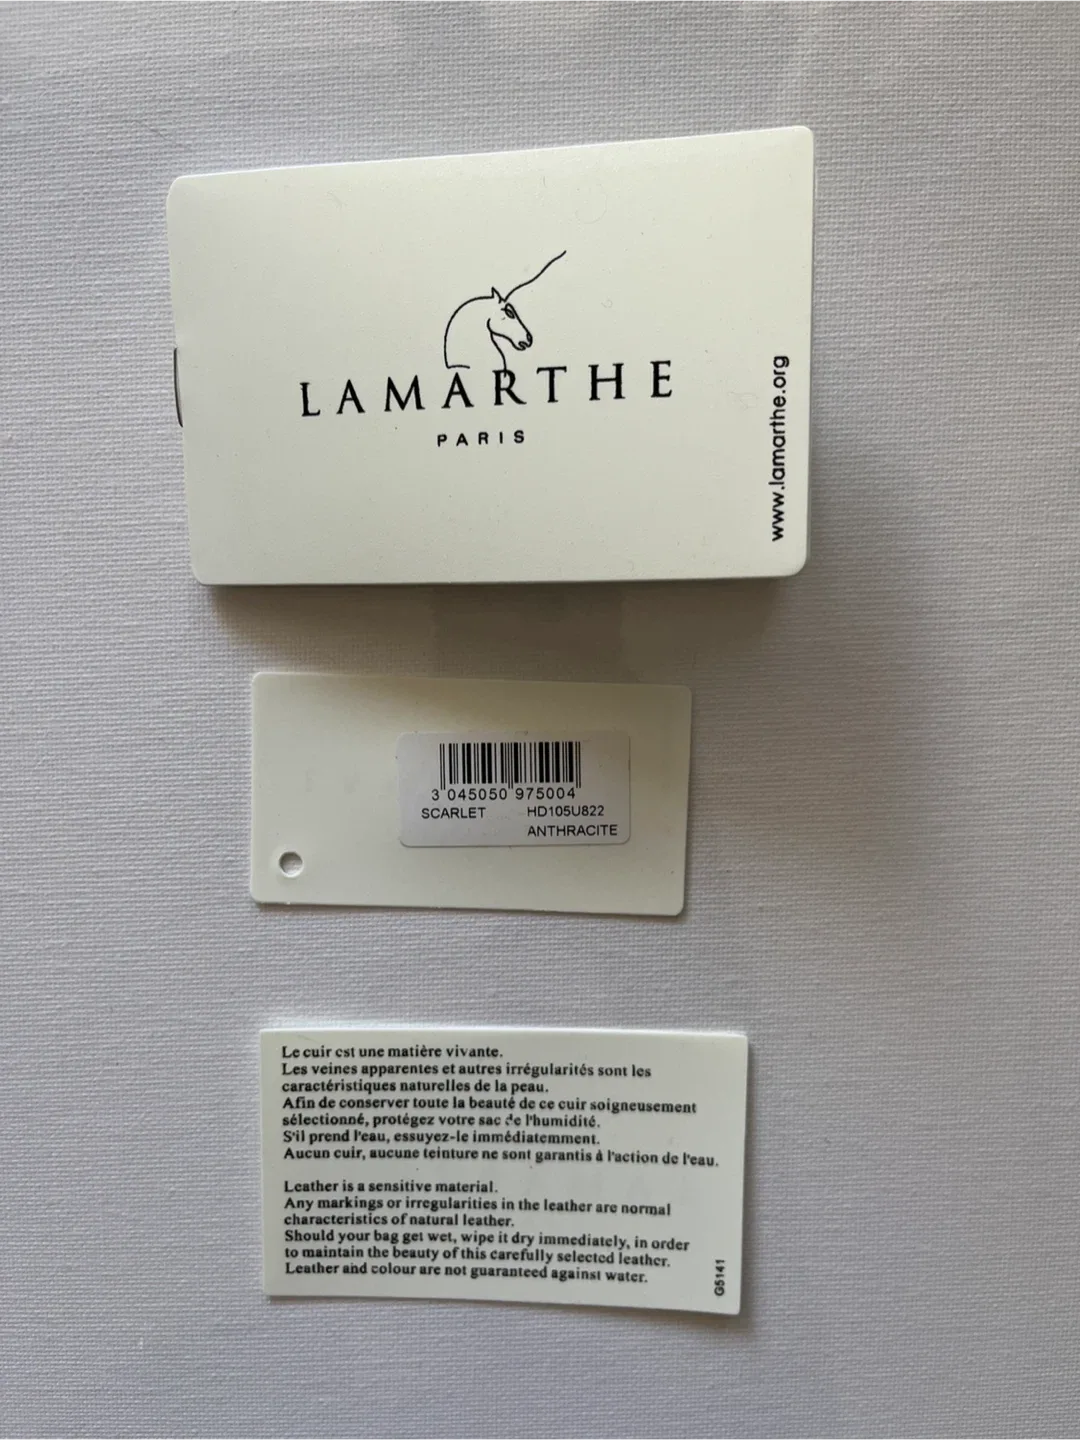 LAMARTHE
PARIS
www.lamarthe.org
3 045050 975004
SCARLET HD105U822
ANTHRACITE
Le cuir est une matière vivante.
Les veines apparentes et autres irrégularités sont les
caractéristiques naturelles de la peau.
Afin de conserver toute la beauté de ce cuir soigneusement
sélectionné, protégez votre sac de l'humidité.
S'il prend l'eau, essuyez-le immédiatemment.
Aucun cuir, aucune teinture ne sont garantis à l'action de l'eau.
Leather is a sensitive material.
Any markings or irregularities in the leather are normal
characteristics of natural leather.
Should your bag get wet, wipe it dry immediately, in order
to maintain the beauty of this carefully selected leather.
Leather and colour are not guaranteed against water.
G5141